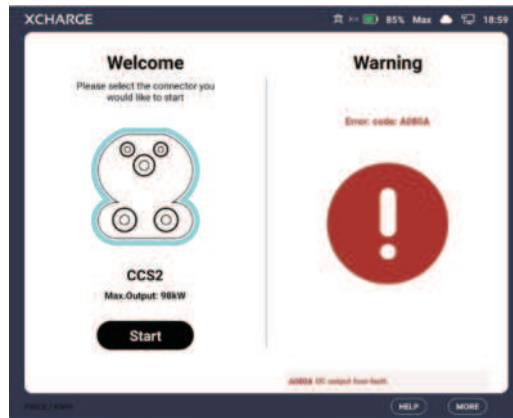 XCHARGE
85% Max 18:59
Welcome
Please select the connector you
would like to start
CCS2
Max.Output: 98kW
Start
Warning
Error: code: A080A
A080A DC output fuse
HELP
MORE